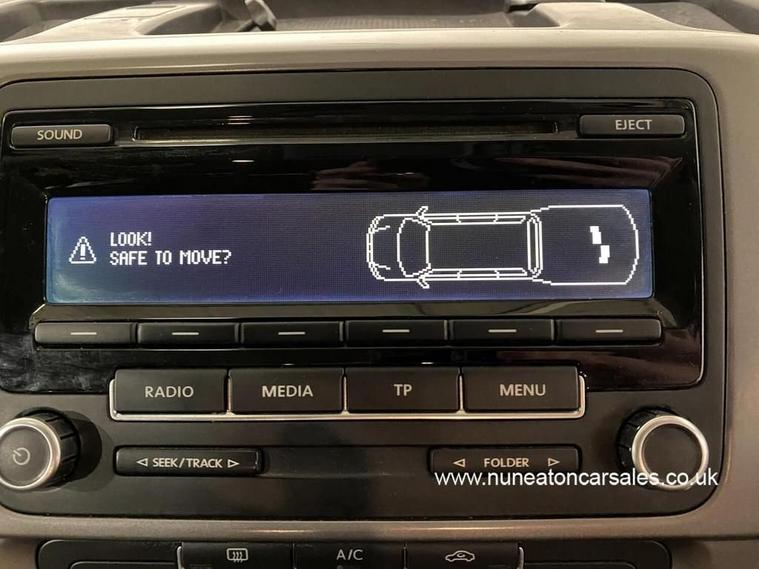 SOUND
EJECT
LOOK!
SAFE TO MOVE?
RADIO
MEDIA
TP
MENU
SEEK/TRACK
FOLDER
www.nuneatoncarsales.co.uk
A/C